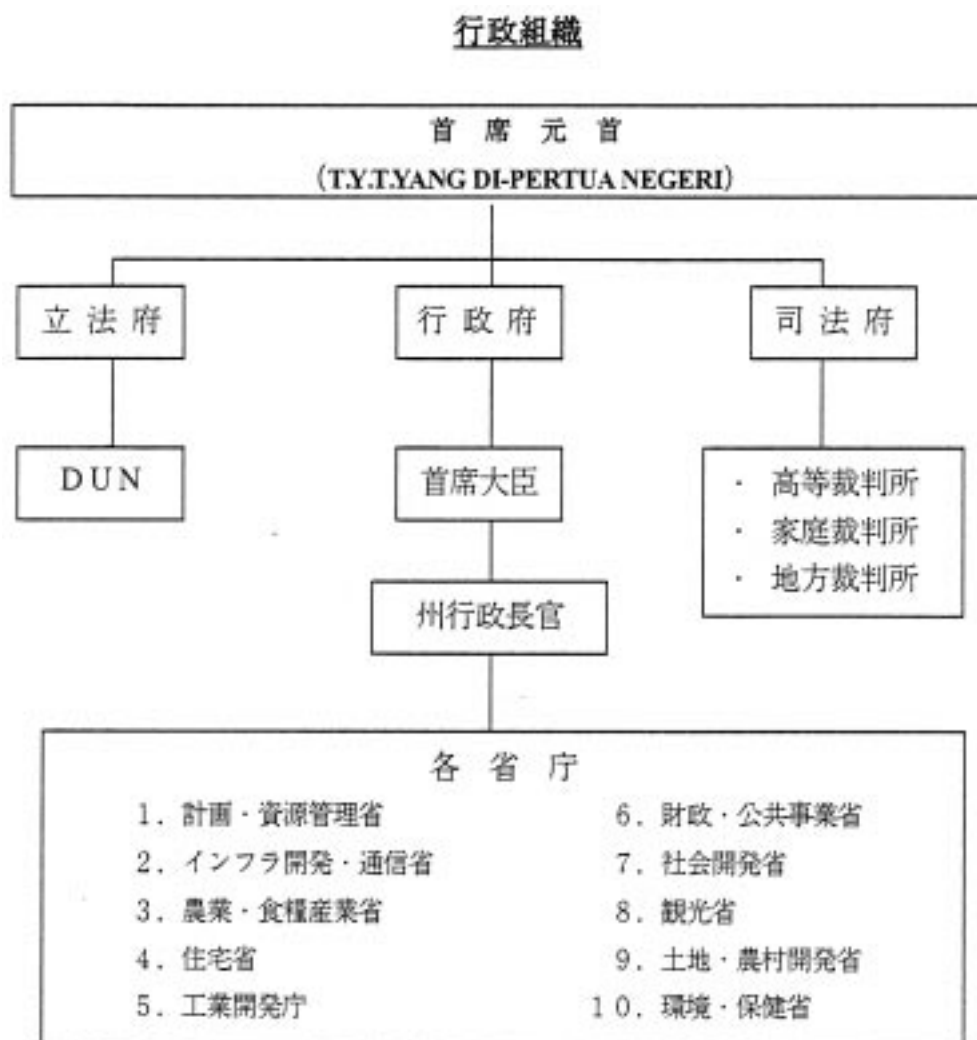 行政組織
首席元首
(T.Y.T.YANG DI-PERTUA NEGERI)
立法府
行政府
司法府
DUN
首席大臣
・ 高等裁判所
・ 家庭裁判所
・ 地方裁判所
州行政長官
各省庁
1. 計画・資源管理省
2. インフラ開発・通信省
3. 農業・食糧産業省
4. 住宅省
5. 工業開発庁
6. 財政・公共事業省
7. 社会開発省
8. 観光省
9. 土地・農村開発省
10. 環境・保健省